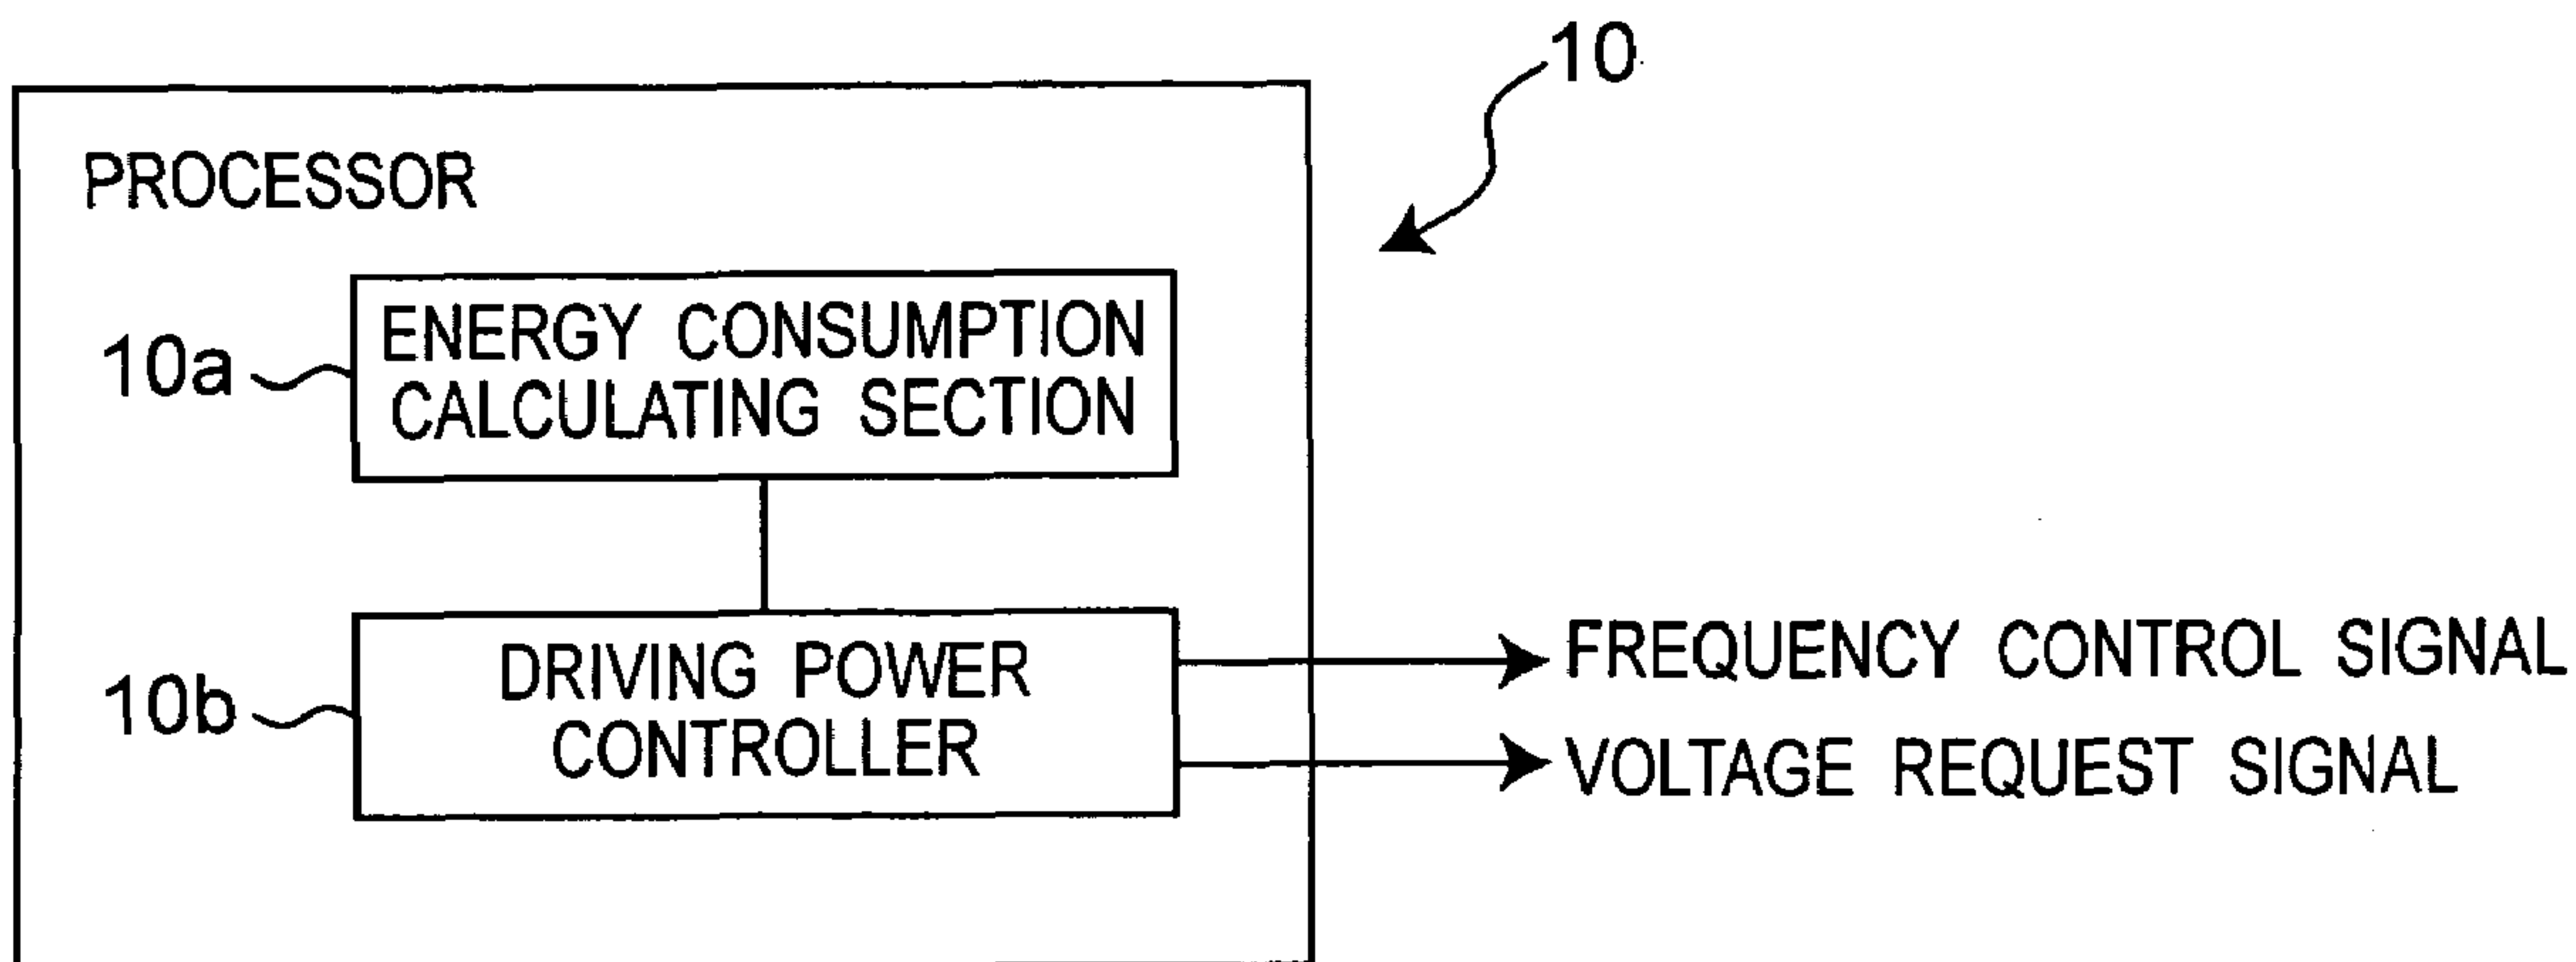 10
PROCESSOR
10a
ENERGY CONSUMPTION
CALCULATING SECTION
10b
DRIVING POWER
CONTROLLER
FREQUENCY CONTROL SIGNAL
VOLTAGE REQUEST SIGNAL